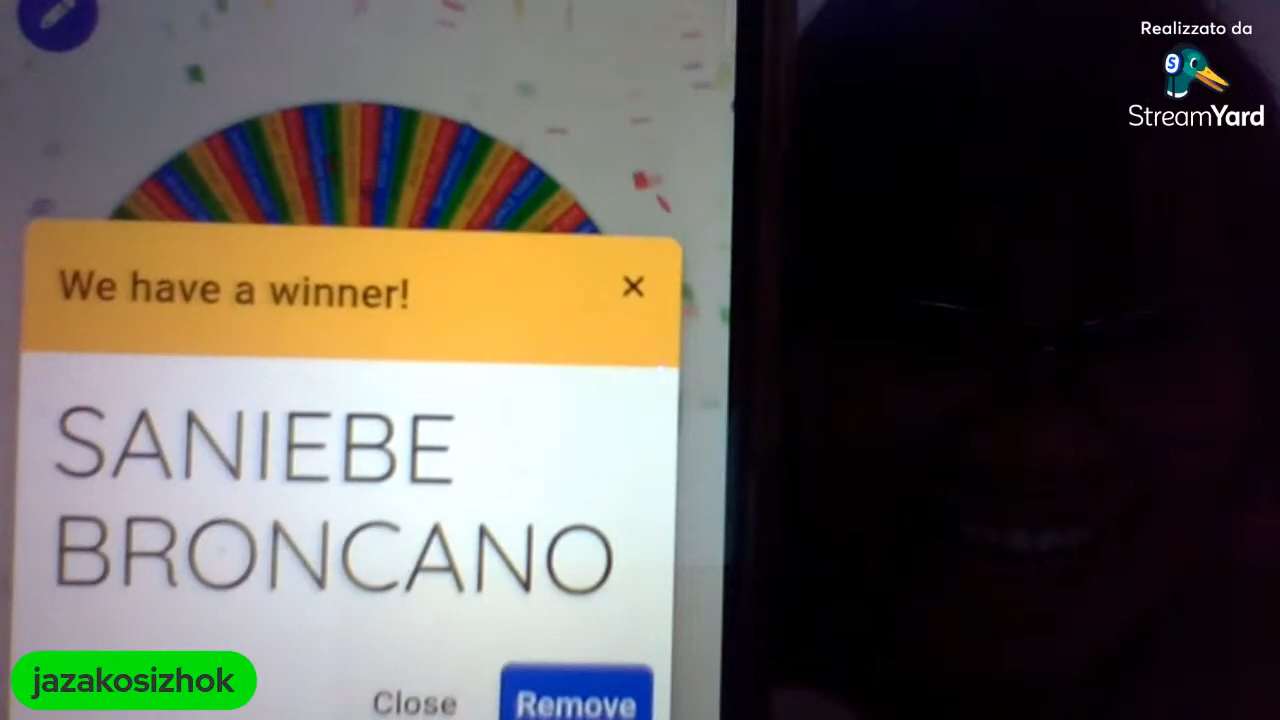 Realizzato da
StreamYard
We have a winner!
SANIEBE
BRONCANO
jazakosizhok
Close
Remove